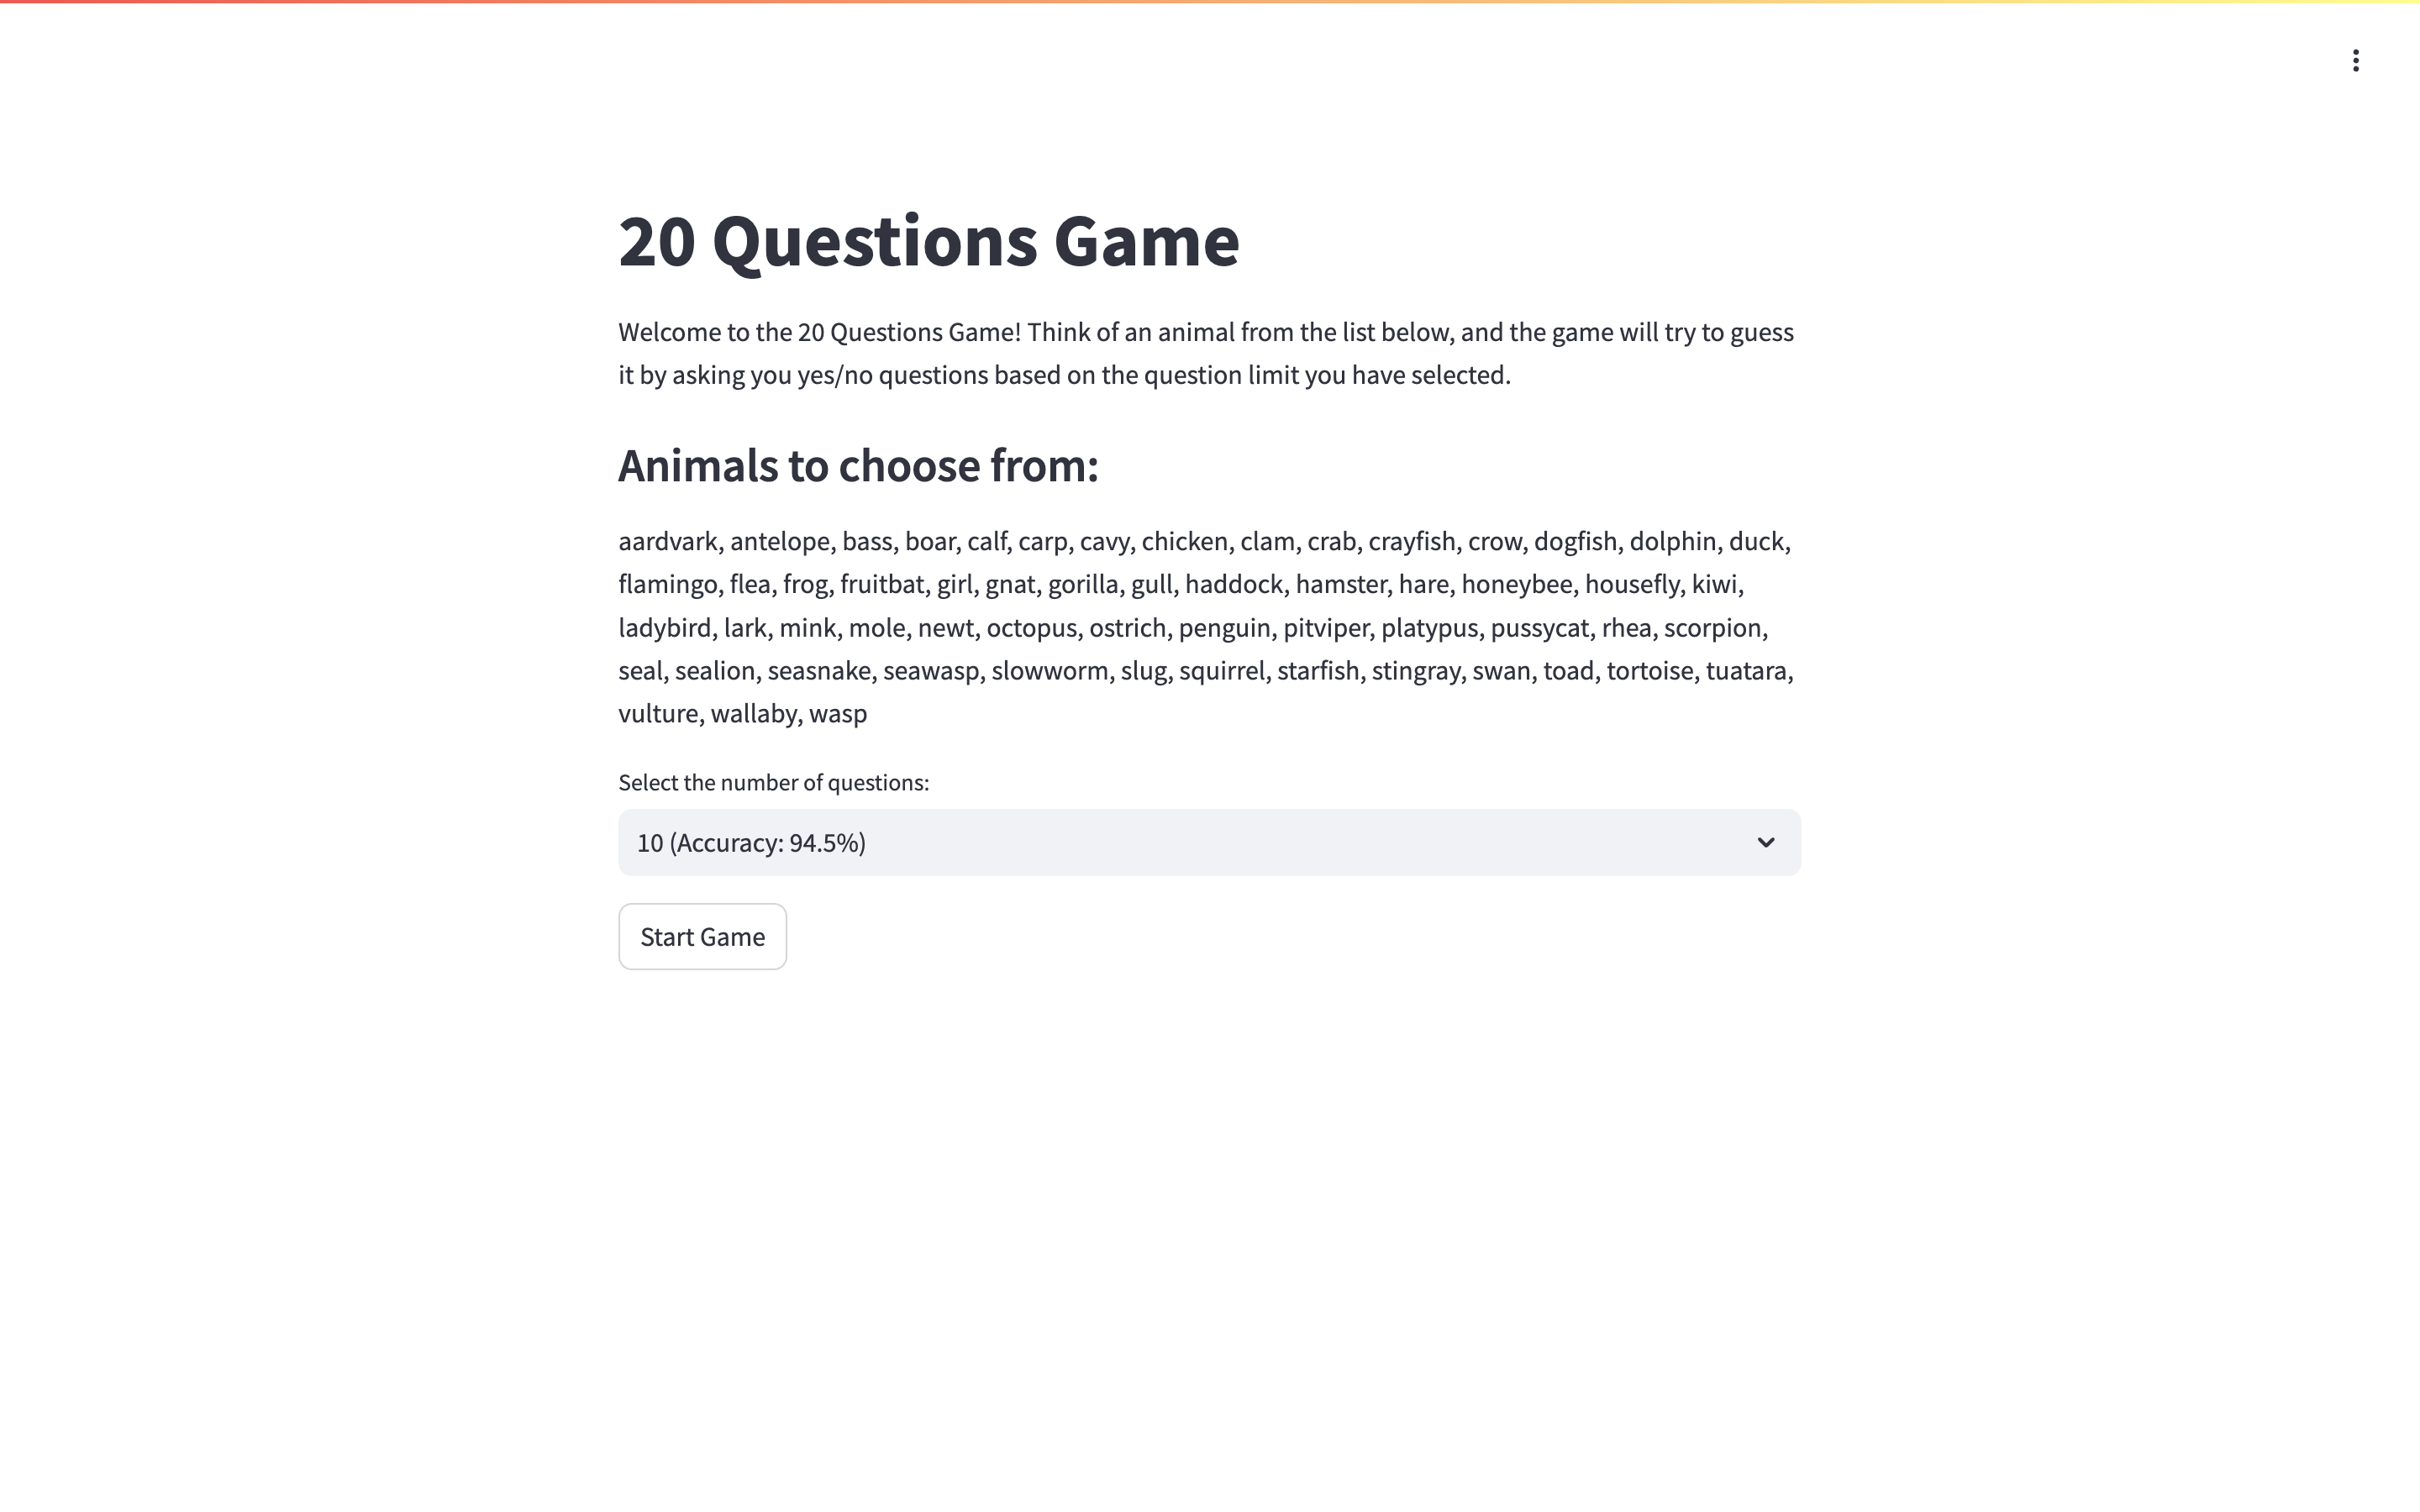 20 Questions Game
Welcome to the 20 Questions Game! Think of an animal from the list below, and the game will try to guess
it by asking you yes/no questions based on the question limit you have selected.
Animals to choose from:
aardvark, antelope, bass, boar, calf, carp, cavy, chicken, clam, crab, crayfish, crow, dogfish, dolphin, duck,
flamingo, flea, frog, fruitbat, girl, gnat, gorilla, gull, haddock, hamster, hare, honeybee, housefly, kiwi,
ladybird, lark, mink, mole, newt, octopus, ostrich, penguin, pitviper, platypus, pussycat, rhea, scorpion,
seal, sealion, seasnake, seawasp, slowworm, slug, squirrel, starfish, stingray, swan, toad, tortoise, tuatara,
vulture, wallaby, wasp
Select the number of questions:
10 (Accuracy: 94.5%)
Start Game